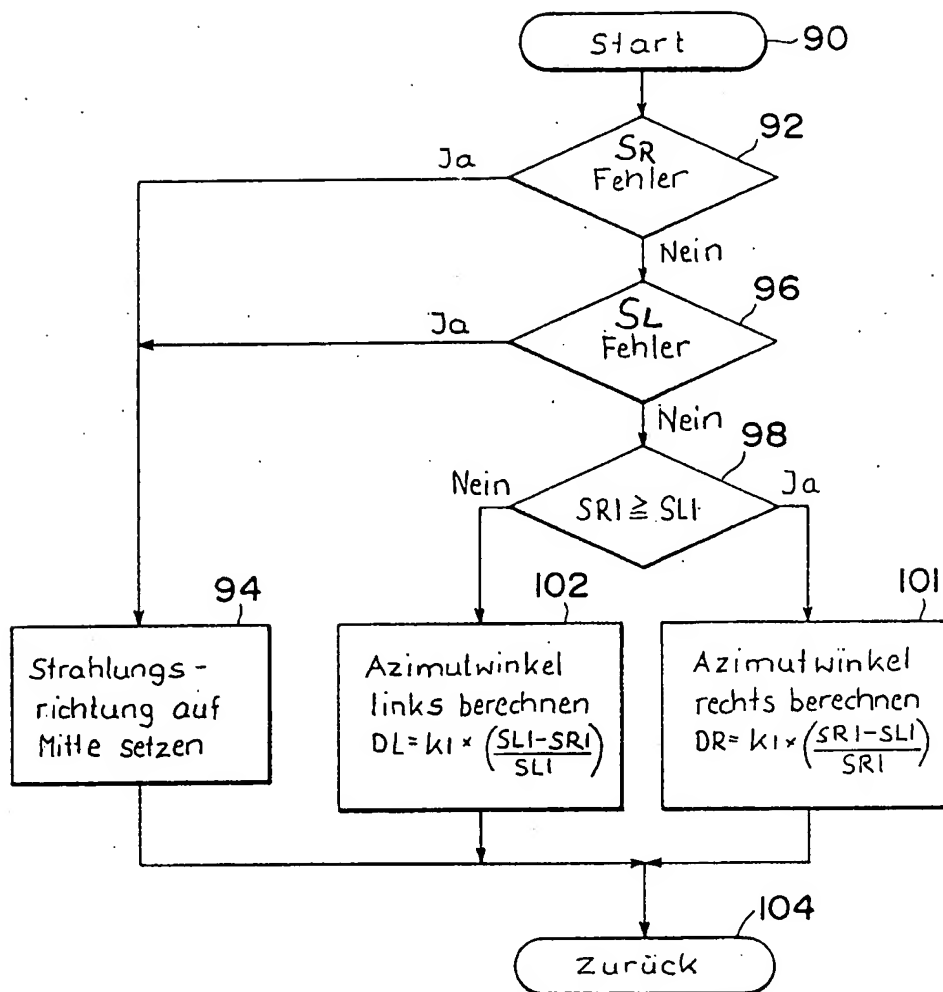 Start
90
92
SR
Fehler
Ja
Nein
96
SL
Fehler
Ja
Nein
98
SR1 ≧ SL1
Nein
Ja
94
Strahlungs-
richtung auf
Mitte setzen
102
Azimutwinkel
links berechnen
DL = k1 × (SL1-SR1/SL1)
101
Azimutwinkel
rechts berechnen
DR = k1 × (SR1-SL1/SR1)
104
Zurück